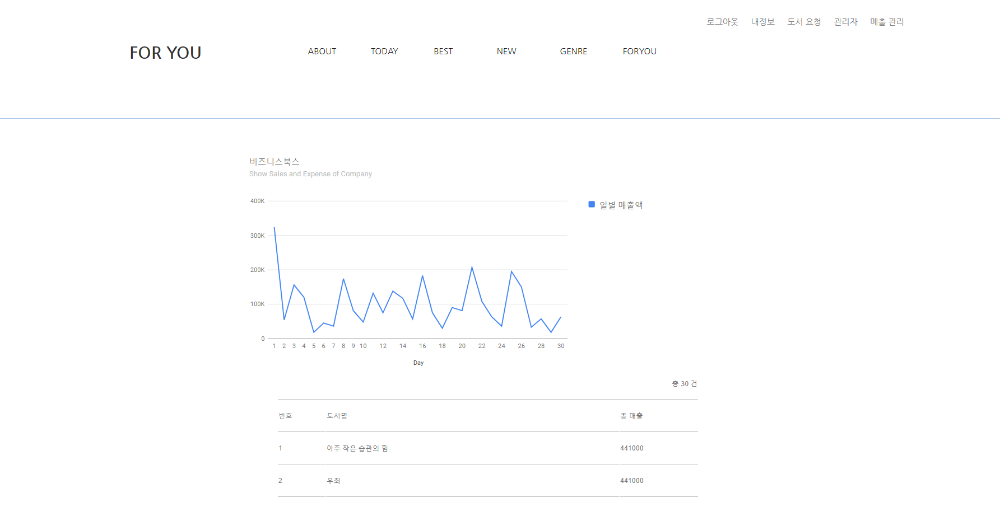 로그아웃 내정보 도서 요청 관리자 매출 관리
FOR YOU ABOUT TODAY BEST NEW GENRE FORYOU
비즈니스북스
Show Sales and Expense of Company
일별 매출액
400K
300K
200K
100K
0
1 2 3 4 5 6 7 8 9 10 12 14 16 18 20 22 24 26 28 30
Day
총 30 건
번호 도서명 총 매출
1 아주 작은 습관의 힘 441000
2 우죄 441000